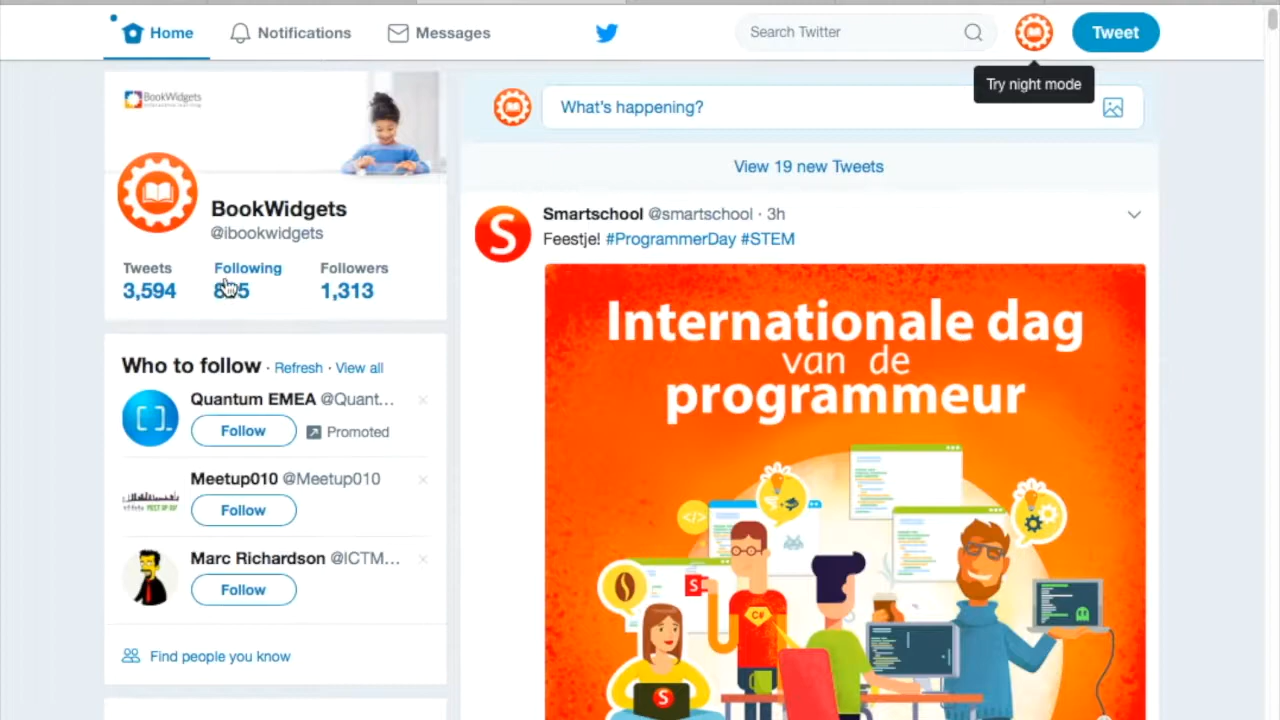 Home
Notifications
Messages
Search Twitter
Tweet
Try night mode
BookWidgets
What's happening?
View 19 new Tweets
BookWidgets
@ibookwidgets
Tweets
Following
Followers
3,594
1,313
Who to follow · Refresh · View all
Quantum EMEA @Quant...
Follow
Promoted
Meetup010 @Meetup010
Follow
Marc Richardson @ICTM...
Follow
Find people you know
Smartschool @smartschool · 3h
Feestje! #ProgrammerDay #STEM
S
Internationale dag
van de
programmeur
</>
S
C#
S